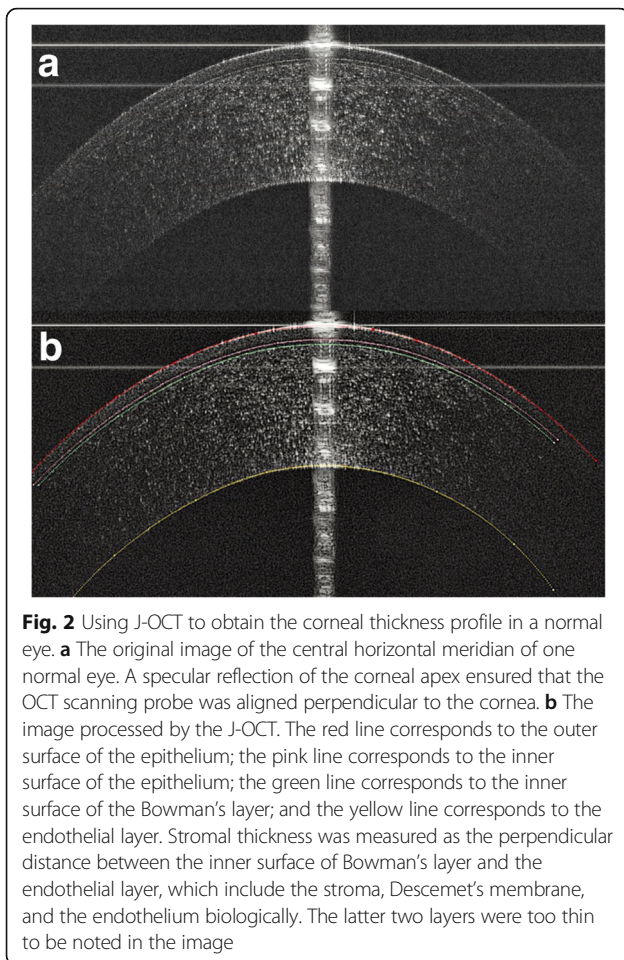 a
b
Fig. 2 Using J-OCT to obtain the corneal thickness profile in a normal
eye. a The original image of the central horizontal meridian of one
normal eye. A specular reflection of the corneal apex ensured that the
OCT scanning probe was aligned perpendicular to the cornea. b The
image processed by the J-OCT. The red line corresponds to the outer
surface of the epithelium; the pink line corresponds to the inner
surface of the epithelium; the green line corresponds to the inner
surface of the Bowman's layer; and the yellow line corresponds to the
endothelial layer. Stromal thickness was measured as the perpendicular
distance between the inner surface of Bowman's layer and the
endothelial layer, which include the stroma, Descemet's membrane,
and the endothelium biologically. The latter two layers were too thin
to be noted in the image